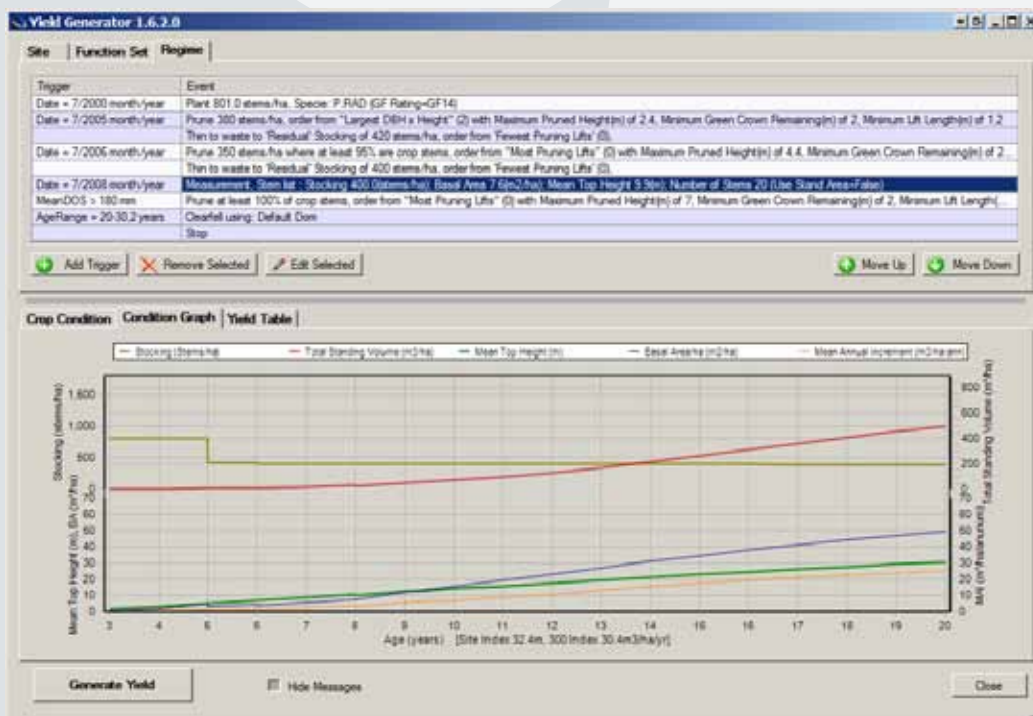 Yield Generator 1.6.2.0
Site Function Set Regime
Trigger Event
Date = 7/2000 month/year Plant 801.0 stems/ha, Specie: P.RAD (GF Rating=GF14)
Date = 7/2005 month/year Prune 380 stems/ha, order from "Largest DBH x Height" (2) with Maximum Pruned Height(m) of 2.4, Minimum Green Crown Remaining(m) of 2, Minimum Lift Length(m) of 1.2
Thin to waste to 'Residual' Stocking of 420 stems/ha, order from 'Fewest Pruning Lifts' (0),
Date = 7/2006 month/year Prune 350 stems/ha where at least 95% are crop stems, order from "Most Pruning Lifts" (0) with Maximum Pruned Height(m) of 4.4, Minimum Green Crown Remaining(m) of 2...
Thin to waste to 'Residual' Stocking of 400 stems/ha, order from 'Fewest Pruning Lifts' (0),
Date = 7/2008 month/year Measurement, Stem list : Stocking 400.0(stems/ha); Basal Area 7.6(m2/ha); Mean Top Height 9.9(m); Number of Stems 20 (Use Stand Area=False)
MeanDOS > 180 mm Prune at least 100% of crop stems, order from "Most Pruning Lifts" (0) with Maximum Pruned Height(m) of 7, Minimum Green Crown Remaining(m) of 2, Minimum Lift Length(...
AgeRange = 20-30,2 years Clearfell using: Default Dom
Stop
Add Trigger Remove Selected Edit Selected Move Up Move Down
Crop Condition Condition Graph Yield Table
Stocking (Stems/ha) Total Standing Volume (m3/ha) Mean Top Height (m) Basal Area/ha (m2/ha) Mean Annual Increment (m3/ha/ann)
Stocking (stems/ha)
1,500
1,000
500
0
Total Standing Volume (m³/ha)
800
600
400
200
0
Mean Top Height (m), BA (m²/ha)
70
60
50
40
30
20
10
0
MAI (m³/ha/annum)
70
60
50
40
30
20
10
0
3 4 5 6 7 8 9 10 11 12 13 14 15 16 17 18 19 20
Age (years) [Site Index 32.4m, 300 Index 30.4m3/ha/yr]
Generate Yield Hide Messages Close